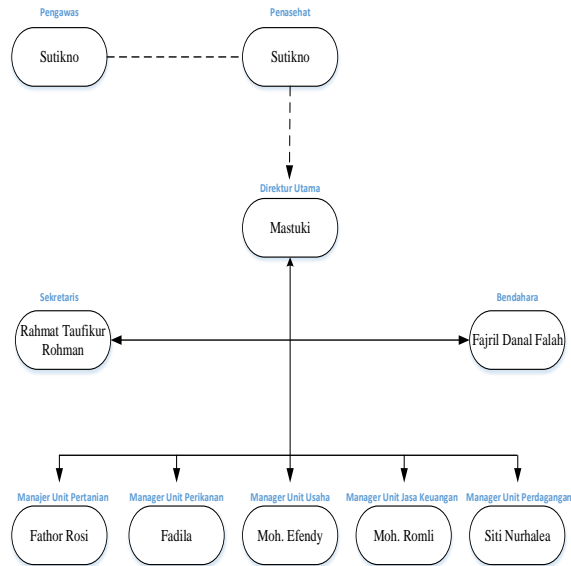 Pengawas
Penasehat
Sutikno
Sutikno
Direktur Utama
Mastuki
Sekretaris
Bendahara
Rahmat Taufikur
Rohman
Fajril Danal Falah
Manajer Unit Pertanian
Manager Unit Perikanan
Manager Unit Usaha
Manager Unit Jasa Keuangan
Manager Unit Perdagangan
Fathor Rosi
Fadila
Moh. Efendy
Moh. Romli
Siti Nurhalea